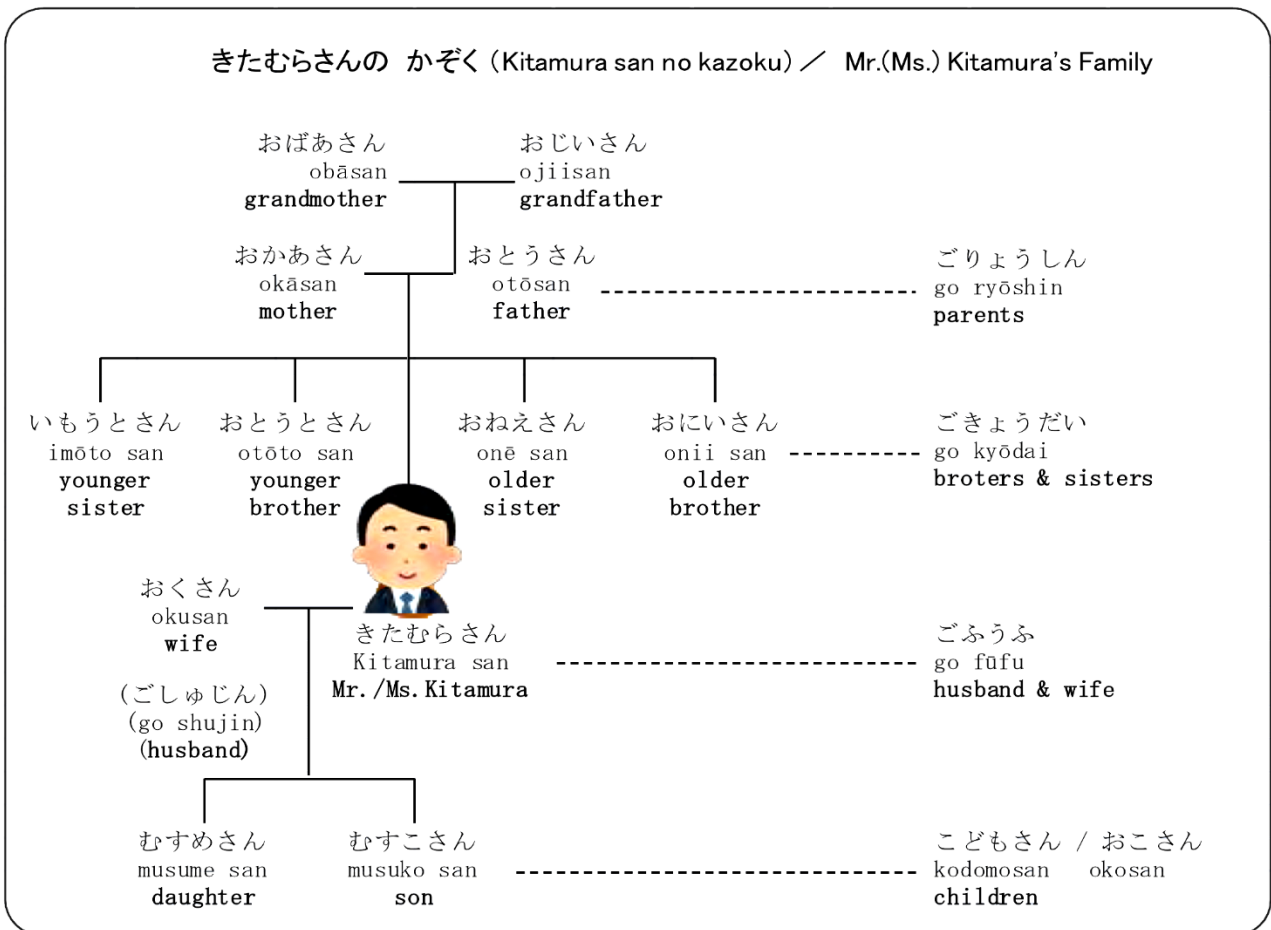 きたむらさんの かぞく (Kitamura san no kazoku) ／ Mr.(Ms.) Kitamura's Family
おばあさん
obāsan
grandmother
おじいさん
ojiisan
grandfather
おかあさん
okāsan
mother
おとうさん
otōsan
father
ごりょうしん
go ryōshin
parents
いもうとさん
imōto san
younger
sister
おとうとさん
otōto san
younger
brother
おねえさん
onē san
older
sister
おにいさん
onii san
older
brother
ごきょうだい
go kyōdai
broters & sisters
おくさん
okusan
wife
(ごしゅじん)
(go shujin)
(husband)
きたむらさん
Kitamura san
Mr./Ms.Kitamura
ごふうふ
go fūfu
husband & wife
むすめさん
musume san
daughter
むすこさん
musuko san
son
こどもさん / おこさん
kodomosan okosan
children